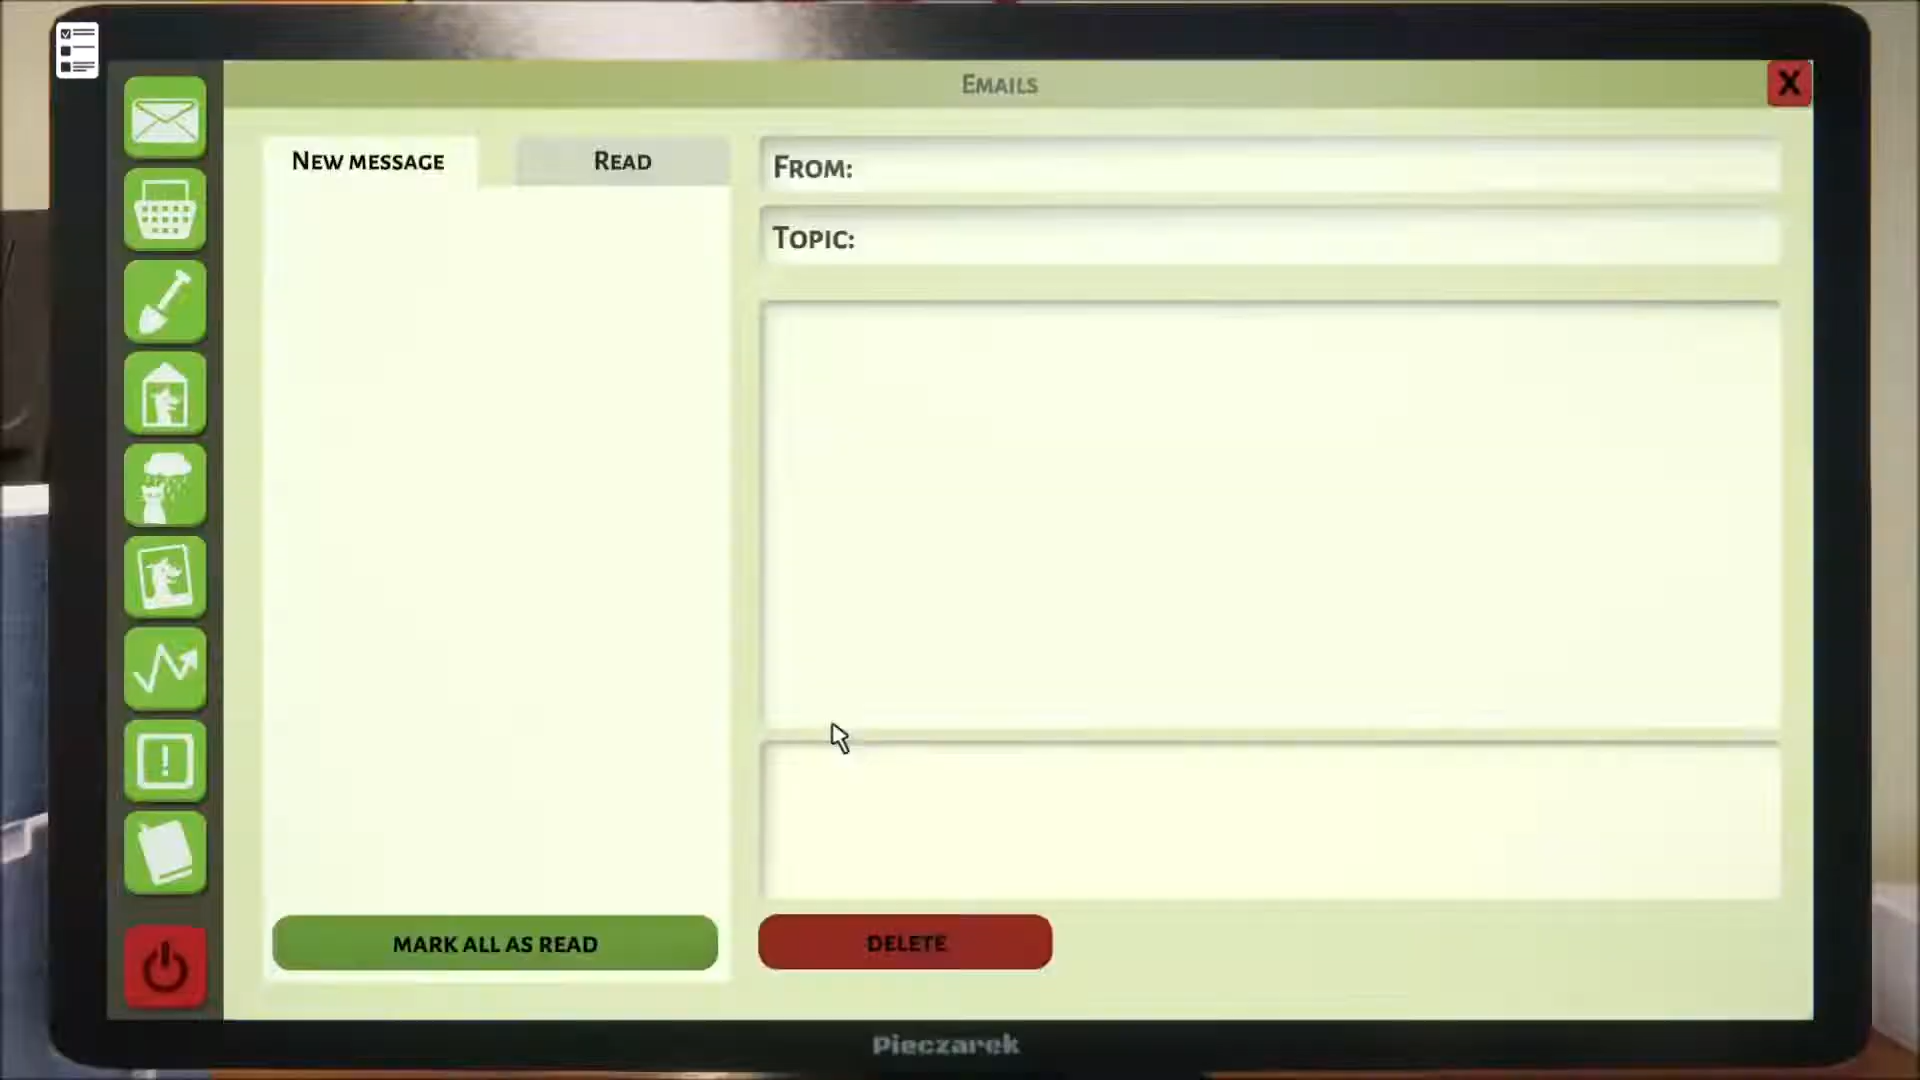 Emails
X
New message
Read
From:
Topic:
!
MARK ALL AS READ
DELETE
Pieczarek